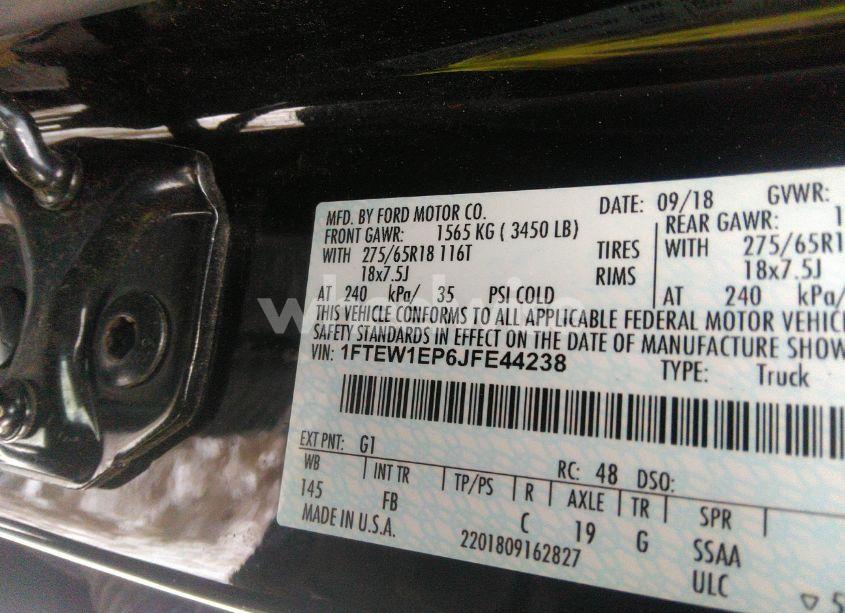 MFD. BY FORD MOTOR CO.
DATE: 09/18
GVWR:
FRONT GAWR: 1565 KG ( 3450 LB)
REAR GAWR: 1
WITH 275/65R18 116T TIRES WITH 275/65R1
18x7.5J RIMS 18x7.5J
AT 240 kPa/ 35 PSI COLD AT 240 kPa/
THIS VEHICLE CONFORMS TO ALL APPLICABLE FEDERAL MOTOR VEHIC
SAFETY STANDARDS IN EFFECT ON THE DATE OF MANUFACTURE SHOW
VIN: 1FTEW1EP6JFE44238 TYPE: Truck
EXT PNT: G1 RC: 48 DSO:
WB INT TR TP/PS R AXLE TR SPR
145 FB C 19 G SSAA
MADE IN U.S.A. 2201809162827 ULC